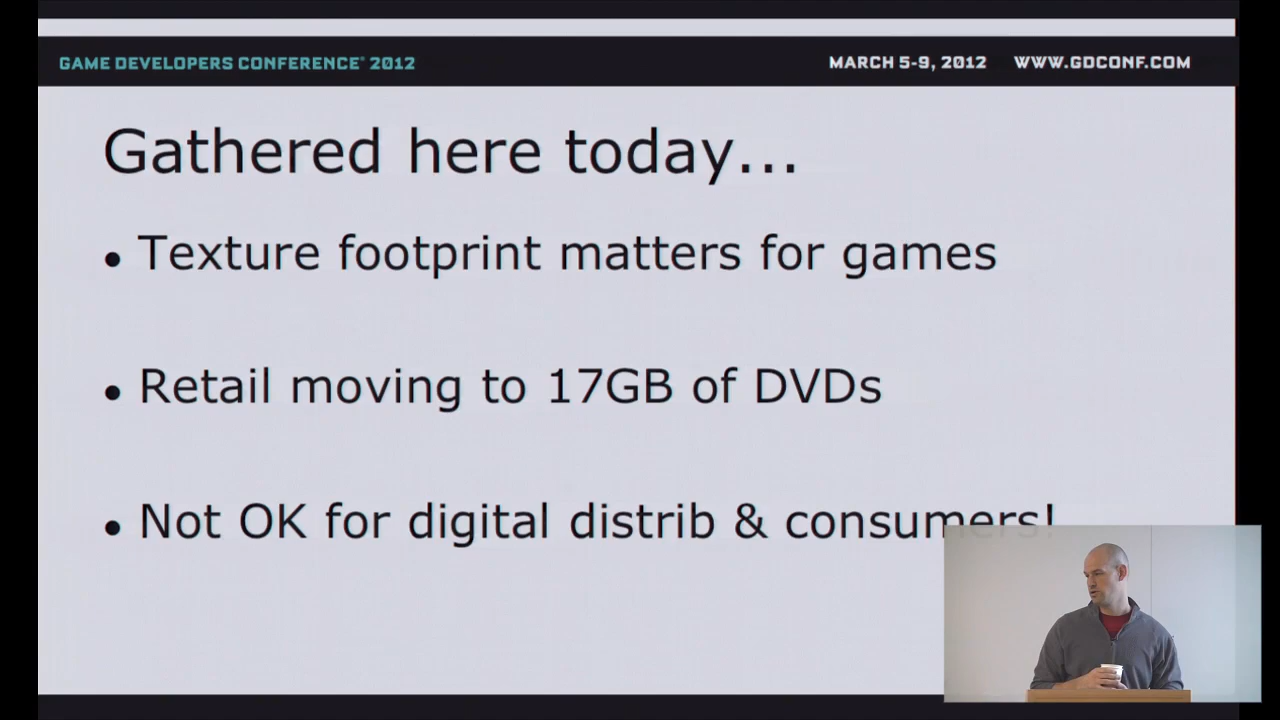 GAME DEVELOPERS CONFERENCE® 2012
MARCH 5-9, 2012 WWW.GDCONF.COM
Gathered here today...
• Texture footprint matters for games
• Retail moving to 17GB of DVDs
• Not OK for digital distrib & consumers!